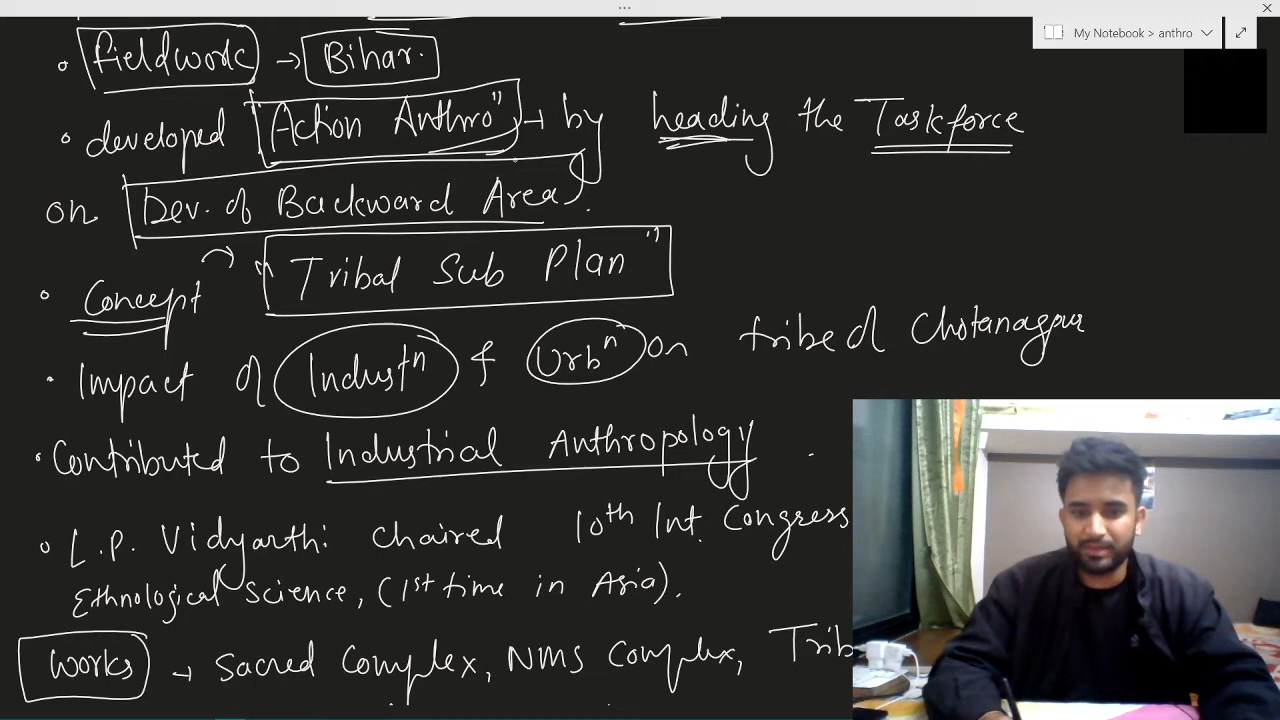 My Notebook > anthro
• Fieldwork → Bihar.
• developed "Action Anthroⁿ" → by heading the Taskforce
on Dev. of Backward Area.
• Concept → "Tribal Sub Plan"
• Impact of Industⁿ & Urbⁿ on tribe of Chotanagpur
• Contributed to Industrial Anthropology.
• L.P. Vidyarthi chaired 10th Int. Congress
Ethnological Science, (1st time in Asia).
Works → Sacred Complex, NMS Complex, Trib